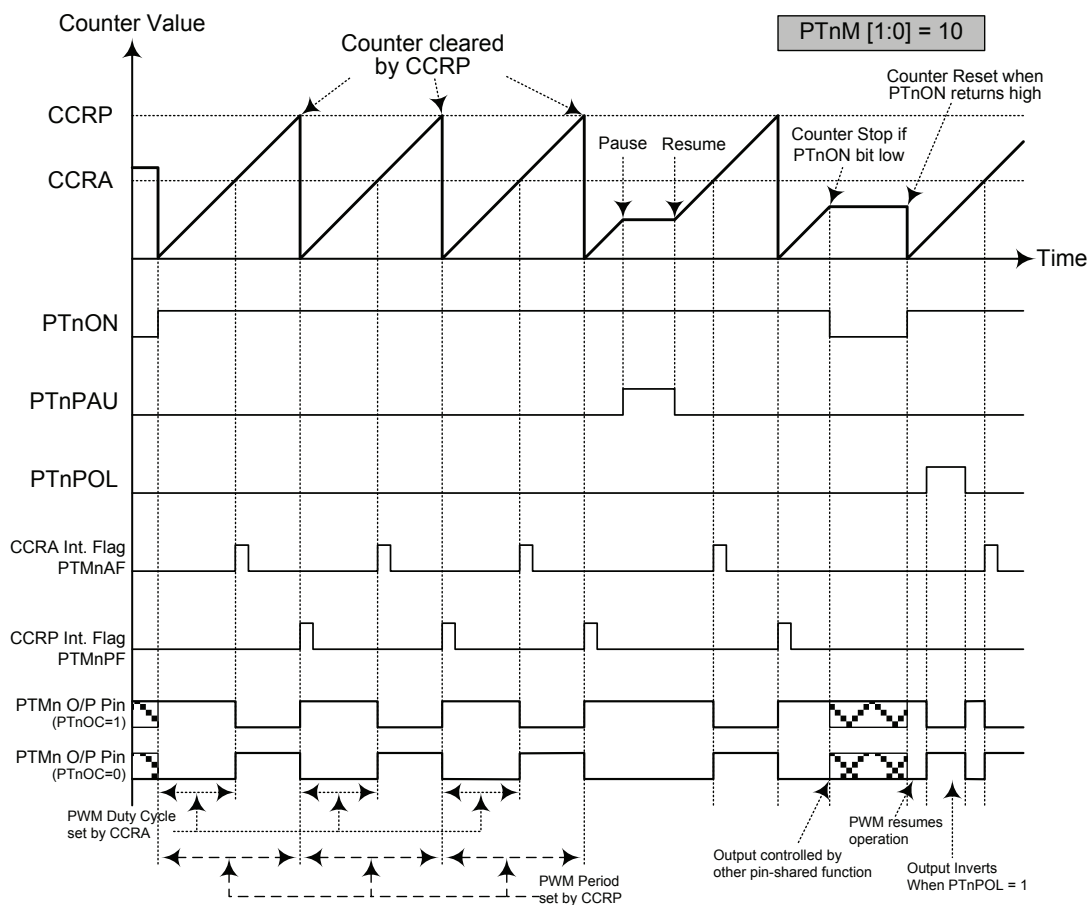 Counter Value
PTnM [1:0] = 10
Counter cleared
by CCRP
Counter Reset when
PTnON returns high
CCRP
Pause
Resume
Counter Stop if
PTnON bit low
CCRA
Time
PTnON
PTnPAU
PTnPOL
CCRA Int. Flag
PTMnAF
CCRP Int. Flag
PTMnPF
PTMn O/P Pin
(PTnOC=1)
PTMn O/P Pin
(PTnOC=0)
PWM Duty Cycle
set by CCRA
PWM resumes
operation
Output controlled by
other pin-shared function
Output Inverts
When PTnPOL = 1
PWM Period
set by CCRP